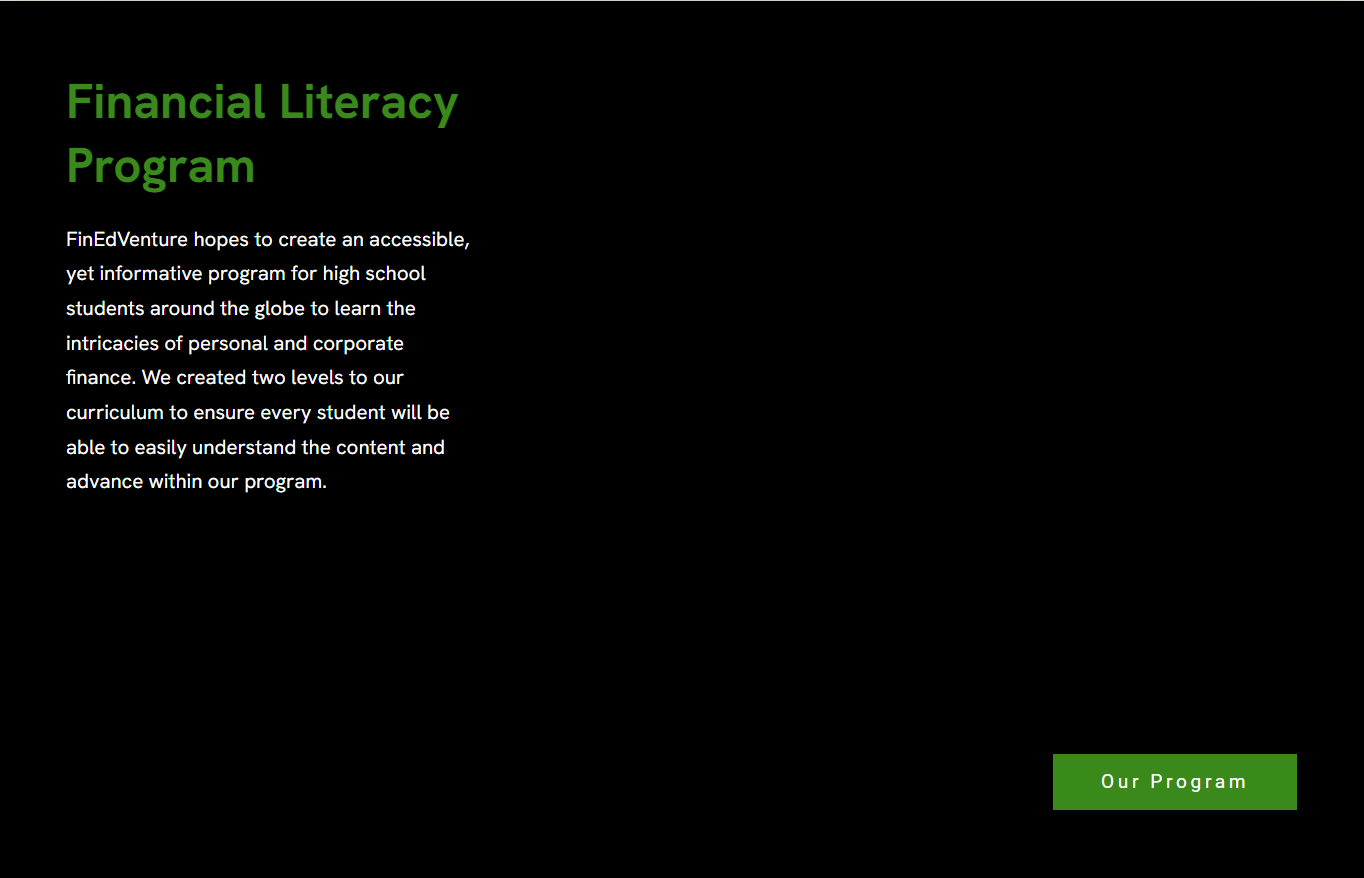 Financial Literacy
Program
FinEdVenture hopes to create an accessible,
yet informative program for high school
students around the globe to learn the
intricacies of personal and corporate
finance. We created two levels to our
curriculum to ensure every student will be
able to easily understand the content and
advance within our program.
Our Program